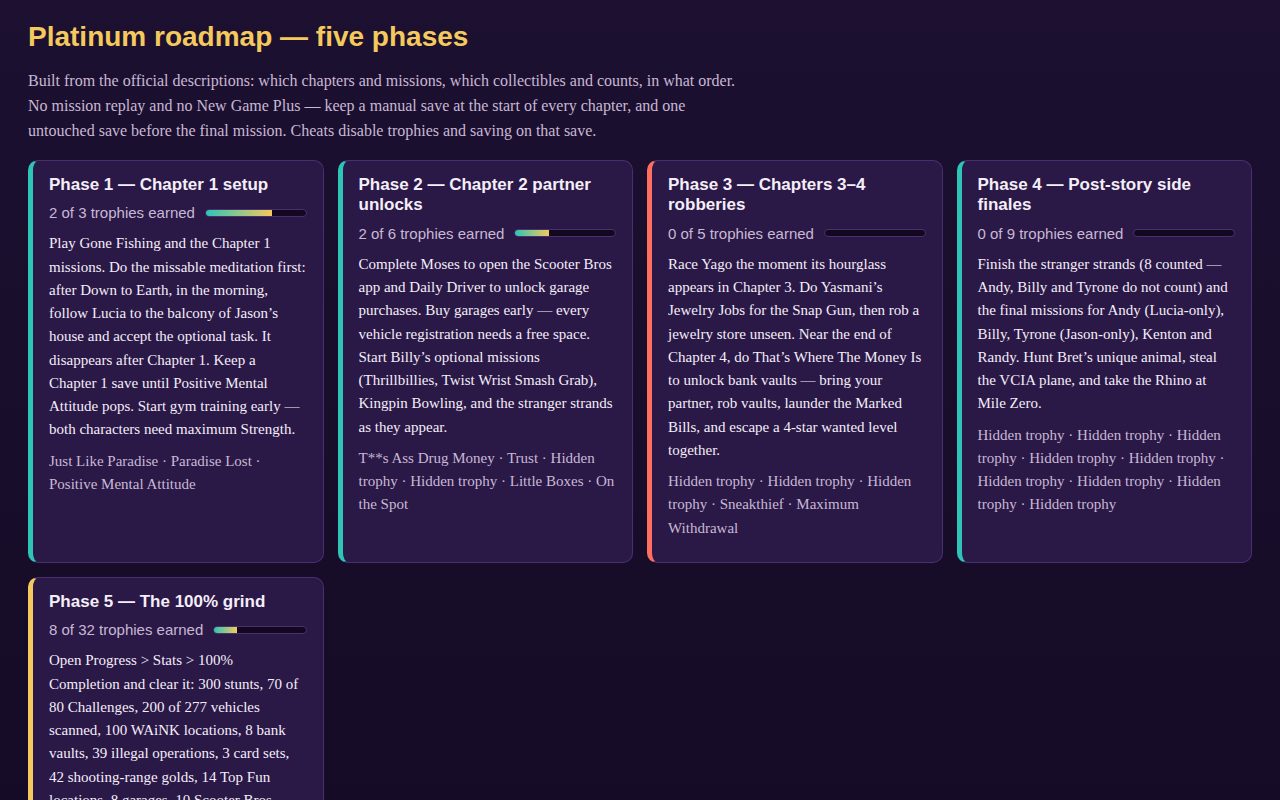 Platinum roadmap — five phases
Built from the official descriptions: which chapters and missions, which collectibles and counts, in what order.
No mission replay and no New Game Plus — keep a manual save at the start of every chapter, and one
untouched save before the final mission. Cheats disable trophies and saving on that save.
Phase 1 — Chapter 1 setup
2 of 3 trophies earned
Play Gone Fishing and the Chapter 1
missions. Do the missable meditation first:
after Down to Earth, in the morning,
follow Lucia to the balcony of Jason’s
house and accept the optional task. It
disappears after Chapter 1. Keep a
Chapter 1 save until Positive Mental
Attitude pops. Start gym training early —
both characters need maximum Strength.
Just Like Paradise · Paradise Lost ·
Positive Mental Attitude
Phase 2 — Chapter 2 partner
unlocks
2 of 6 trophies earned
Complete Moses to open the Scooter Bros
app and Daily Driver to unlock garage
purchases. Buy garages early — every
vehicle registration needs a free space.
Start Billy’s optional missions
(Thrillbillies, Twist Wrist Smash Grab),
Kingpin Bowling, and the stranger strands
as they appear.
T**s Ass Drug Money · Trust · Hidden
trophy · Hidden trophy · Little Boxes · On
the Spot
Phase 3 — Chapters 3–4
robberies
0 of 5 trophies earned
Race Yago the moment its hourglass
appears in Chapter 3. Do Yasmani’s
Jewelry Jobs for the Snap Gun, then rob a
jewelry store unseen. Near the end of
Chapter 4, do That’s Where The Money Is
to unlock bank vaults — bring your
partner, rob vaults, launder the Marked
Bills, and escape a 4-star wanted level
together.
Hidden trophy · Hidden trophy · Hidden
trophy · Sneakthief · Maximum
Withdrawal
Phase 4 — Post-story side
finales
0 of 9 trophies earned
Finish the stranger strands (8 counted —
Andy, Billy and Tyrone do not count) and
the final missions for Andy (Lucia-only),
Billy, Tyrone (Jason-only), Kenton and
Randy. Hunt Bret’s unique animal, steal
the VCIA plane, and take the Rhino at
Mile Zero.
Hidden trophy · Hidden trophy · Hidden
trophy · Hidden trophy · Hidden trophy ·
Hidden trophy · Hidden trophy · Hidden
trophy · Hidden trophy
Phase 5 — The 100% grind
8 of 32 trophies earned
Open Progress > Stats > 100%
Completion and clear it: 300 stunts, 70 of
80 Challenges, 200 of 277 vehicles
scanned, 100 WAiNK locations, 8 bank
vaults, 39 illegal operations, 3 card sets,
42 shooting-range golds, 14 Top Fun
locations, 8 garages, 10 Scooter Bros